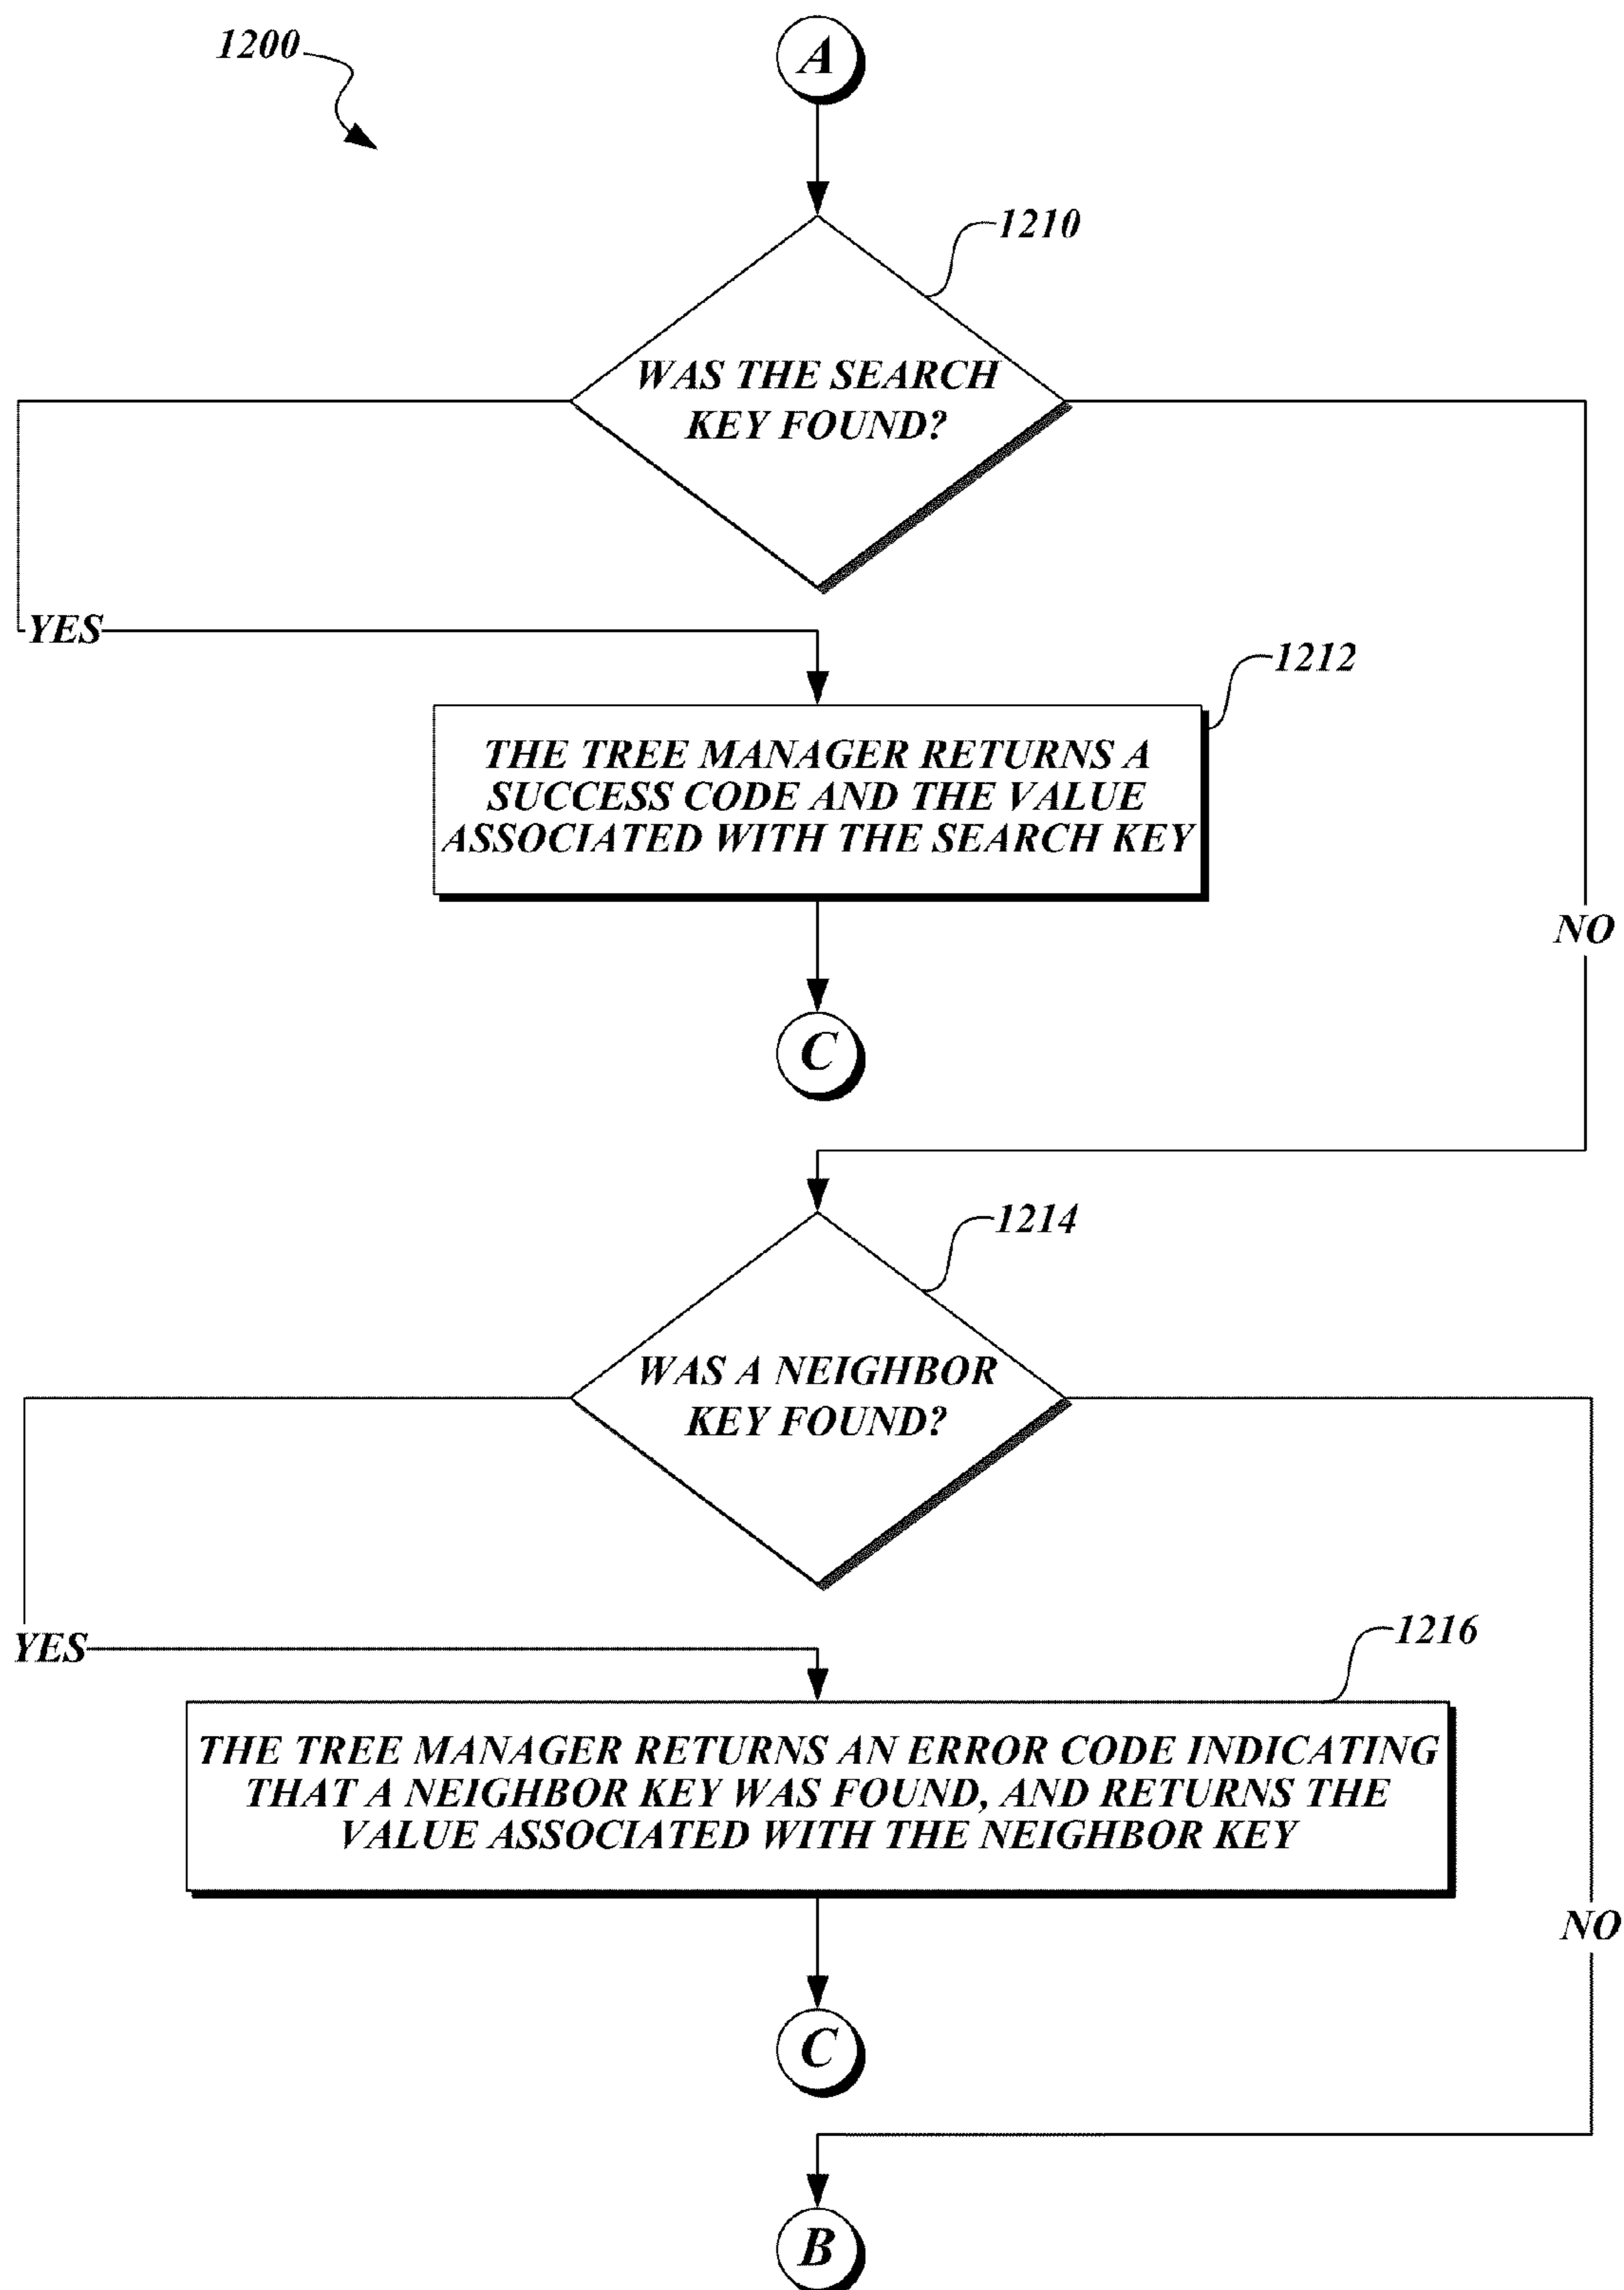 1200
A
1210
WAS THE SEARCH
KEY FOUND?
YES
1212
THE TREE MANAGER RETURNS A
SUCCESS CODE AND THE VALUE
ASSOCIATED WITH THE SEARCH KEY
NO
C
1214
WAS A NEIGHBOR
KEY FOUND?
YES
1216
THE TREE MANAGER RETURNS AN ERROR CODE INDICATING
THAT A NEIGHBOR KEY WAS FOUND, AND RETURNS THE
VALUE ASSOCIATED WITH THE NEIGHBOR KEY
NO
C
B